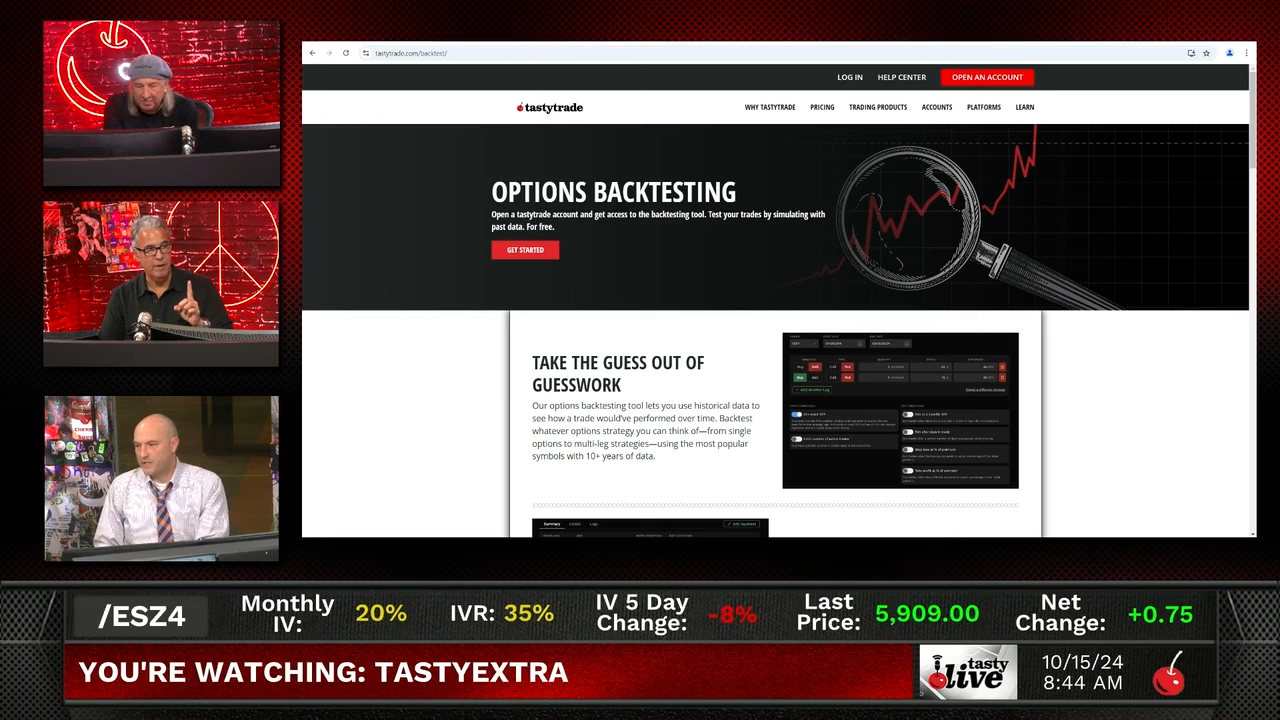 tastytrade.com/backtest/
LOG IN
HELP CENTER
OPEN AN ACCOUNT
tastytrade
WHY TASTYTRADE
PRICING
TRADING PRODUCTS
ACCOUNTS
PLATFORMS
LEARN
OPTIONS BACKTESTING
Open a tastytrade account and get access to the backtesting tool. Test your trades by simulating with
past data. For free.
GET STARTED
TAKE THE GUESS OUT OF
GUESSWORK
Our options backtesting tool lets you use historical data to
see how a trade would've performed over time. Backtest
whatever options strategy you can think of—from single
options to multi-leg strategies—using the most popular
symbols with 10+ years of data.
Summary
Details
Logs
/ESZ4
Monthly
IV:
20%
IVR: 35%
IV 5 Day
Change:
-8%
Last
Price:
5,909.00
Net
Change:
+0.75
YOU'RE WATCHING: TASTYEXTRA
tasty
live
10/15/24
8:44 AM